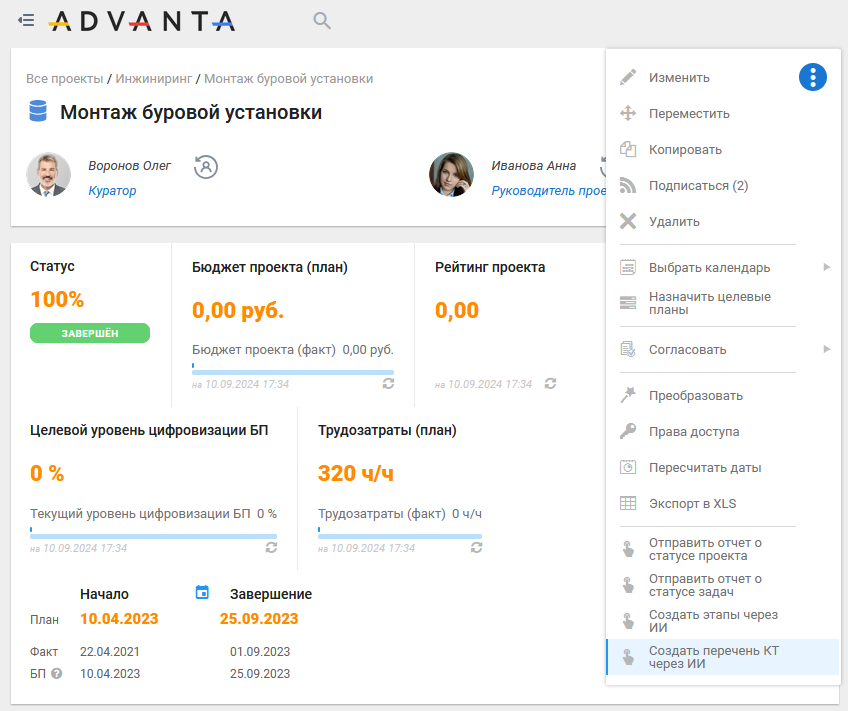 ADVANTA
Все проекты / Инжиниринг / Монтаж буровой установки
Монтаж буровой установки
Воронов Олег
Куратор
Иванова Анна
Руководитель прое
Статус
100%
ЗАВЕРШЁН
Бюджет проекта (план)
0,00 руб.
Бюджет проекта (факт) 0,00 руб.
на 10.09.2024 17:34
Рейтинг проекта
0,00
на 10.09.2024 17:34
Целевой уровень цифровизации БП
0 %
Текущий уровень цифровизации БП 0 %
на 10.09.2024 17:34
Трудозатраты (план)
320 ч/ч
Трудозатраты (факт) 0 ч/ч
на 10.09.2024 17:34
Начало Завершение
План 10.04.2023 25.09.2023
Факт 22.04.2021 01.09.2023
БП ? 10.04.2023 25.09.2023
Изменить
Переместить
Копировать
Подписаться (2)
Удалить
Выбрать календарь
Назначить целевые
планы
Согласовать
Преобразовать
Права доступа
Пересчитать даты
Экспорт в XLS
Отправить отчет о
статусе проекта
Отправить отчет о
статусе задач
Создать этапы через
ИИ
Создать перечень КТ
через ИИ